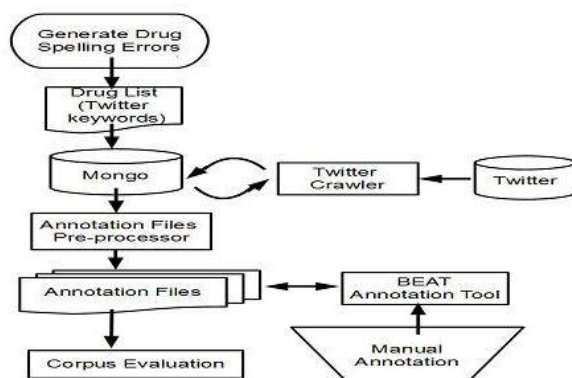 Generate Drug
Spelling Errors
Drug List
(Twitter
keywords)
Mongo
Twitter
Crawler
Twitter
Annotation Files
Pre-processor
Annotation Files
BEAT
Annotation Tool
Corpus Evaluation
Manual
Annotation